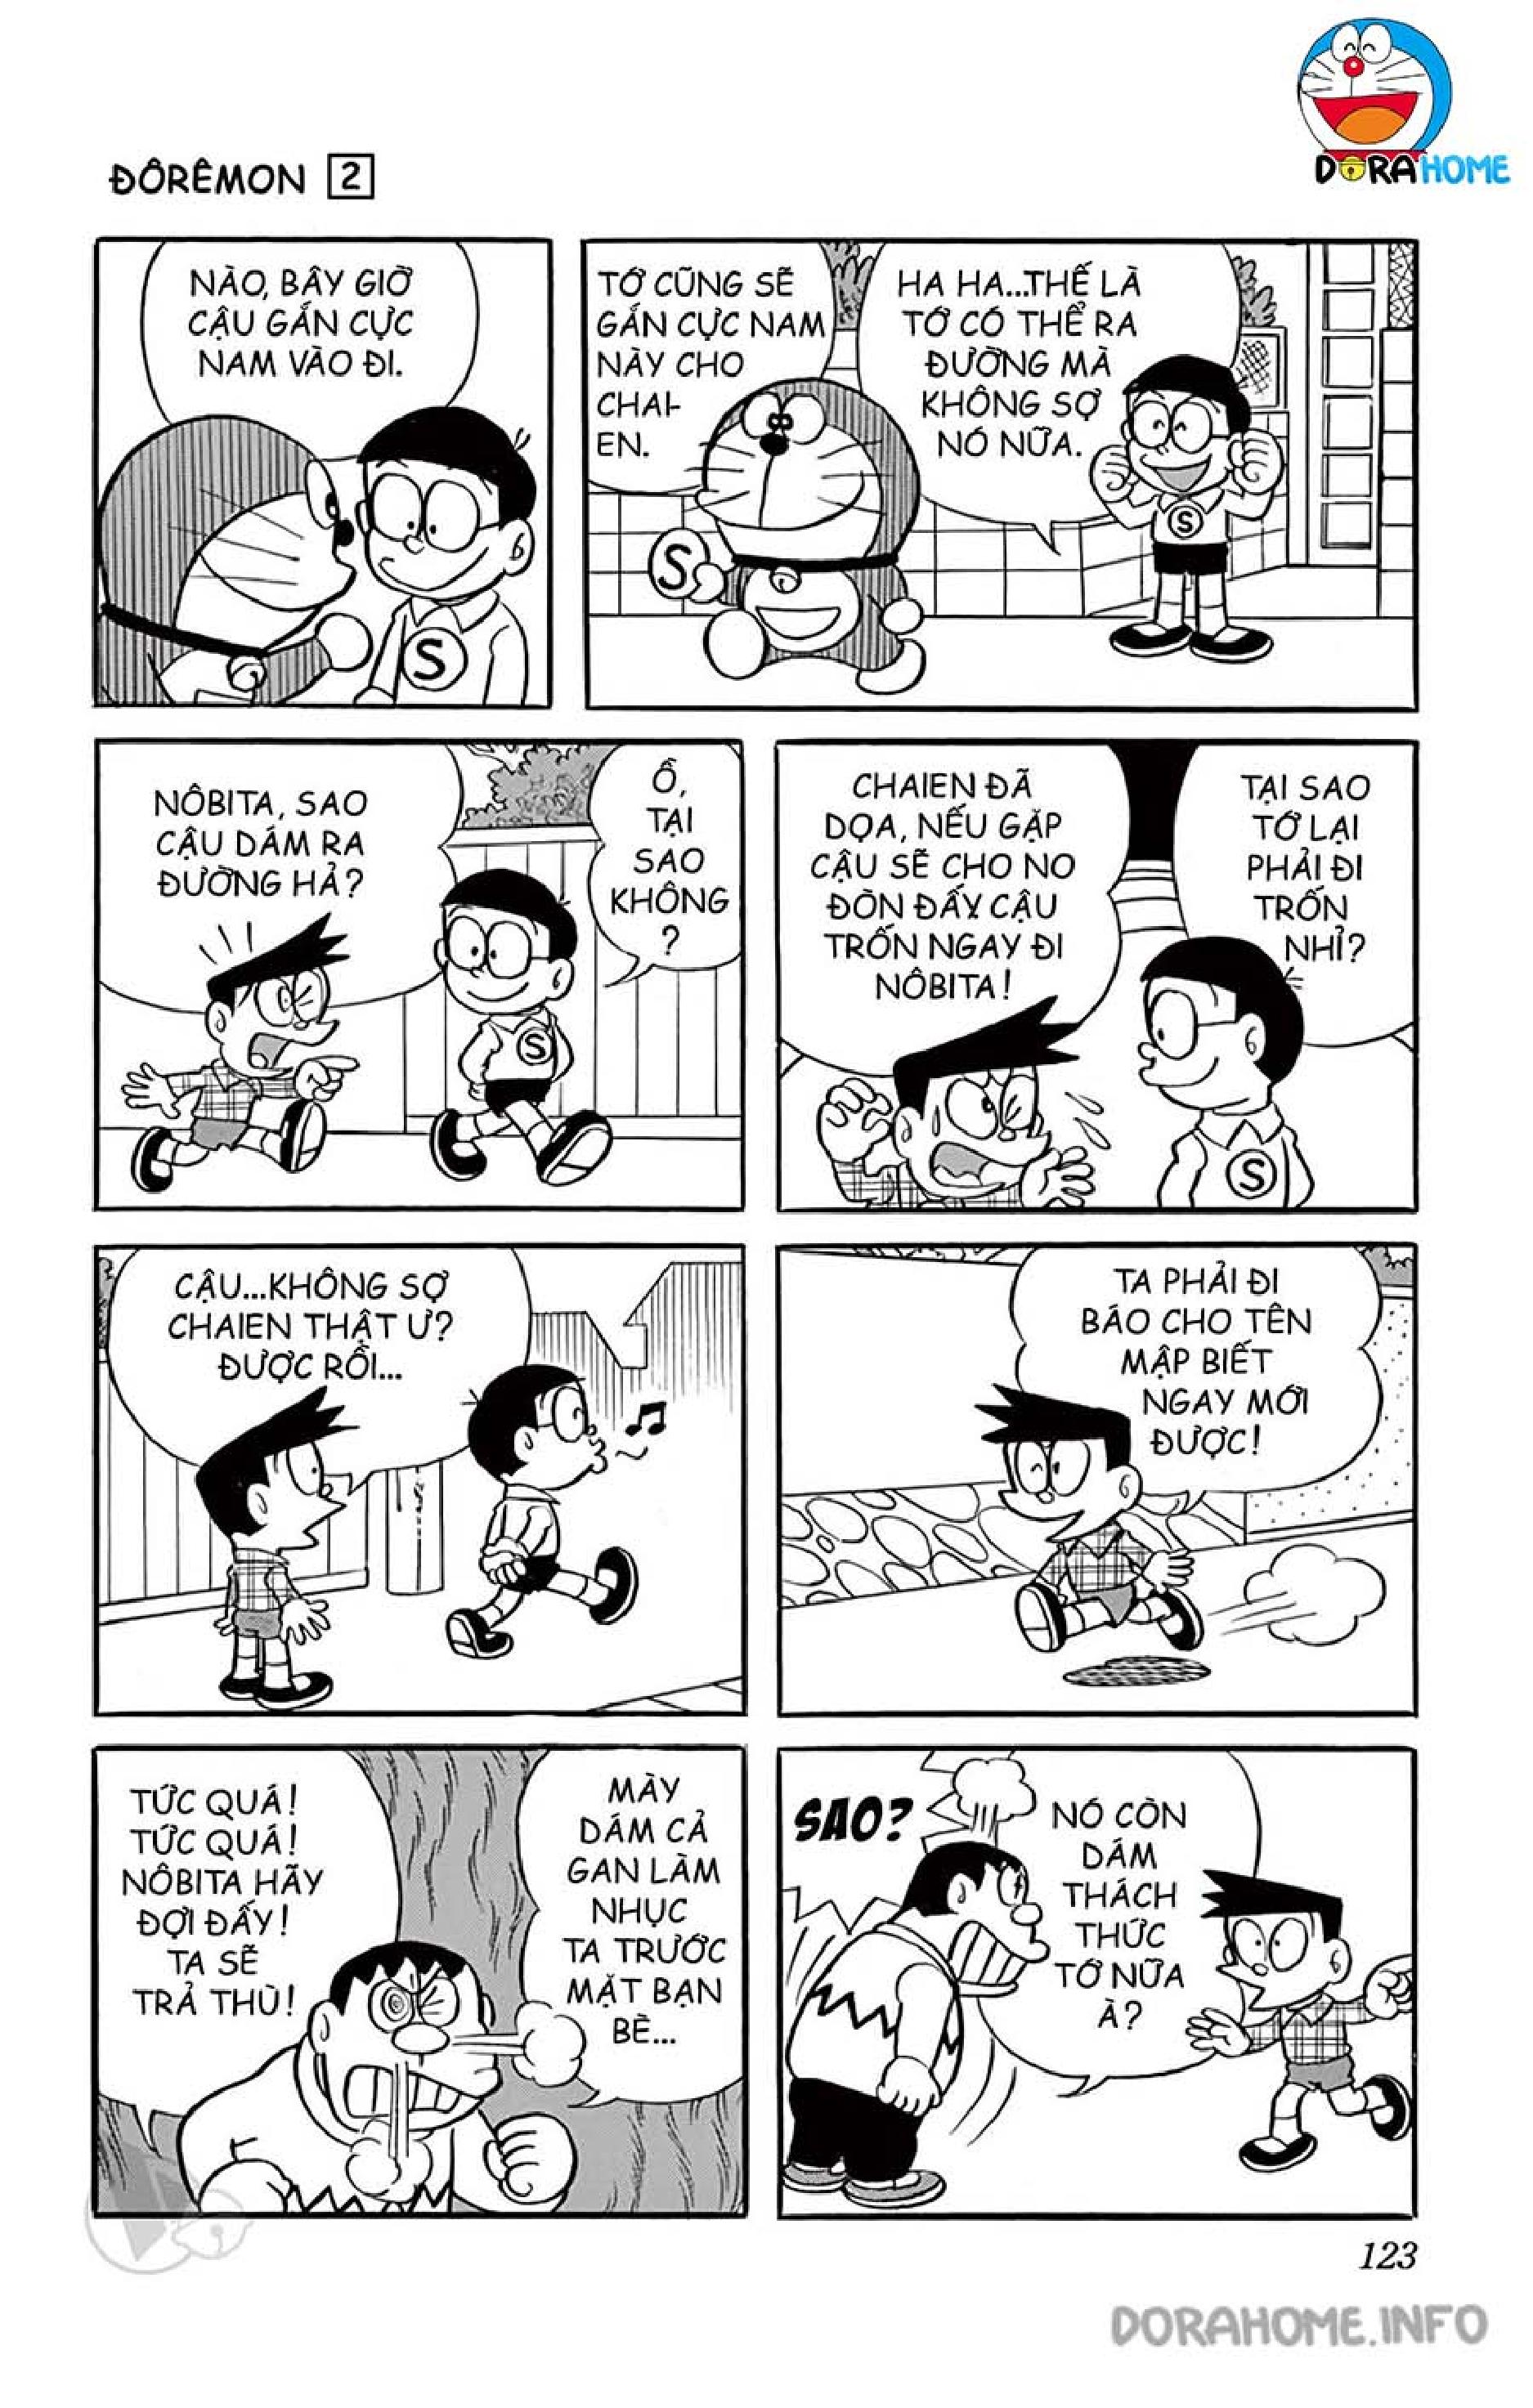 DORAHOME
ĐÔRÊMON 2
NÀO, BÂY GIỜ
CẬU GẮN CỰC
NAM VÀO ĐI.
S
TỚ CŨNG SẼ
GẮN CỰC NAM
NÀY CHO
CHAI-
EN.
S
HA HA...THẾ LÀ
TỚ CÓ THỂ RA
ĐƯỜNG MÀ
KHÔNG SỢ
NÓ NỮA.
S
NÔBITA, SAO
CẬU DÁM RA
ĐƯỜNG HẢ?
Ồ,
TẠI
SAO
KHÔNG
?
S
CHAIEN ĐÃ
DỌA, NẾU GẶP
CẬU SẼ CHO NO
ĐÒN ĐẤY. CẬU
TRỐN NGAY ĐI
NÔBITA!
TẠI SAO
TỚ LẠI
PHẢI ĐI
TRỐN
NHỈ?
S
CẬU...KHÔNG SỢ
CHAIEN THẬT Ư?
ĐƯỢC RỒI...
TA PHẢI ĐI
BÁO CHO TÊN
MẬP BIẾT
NGAY MỚI
ĐƯỢC!
TỨC QUÁ!
TỨC QUÁ!
NÔBITA HÃY
ĐỢI ĐẤY!
TA SẼ
TRẢ THÙ!
MÀY
DÁM CẢ
GAN LÀM
NHỤC
TA TRƯỚC
MẶT BẠN
BÈ...
SAO?
NÓ CÒN
DÁM
THÁCH
THỨC
TỚ NỮA
À?
123
DORAHOME.INFO